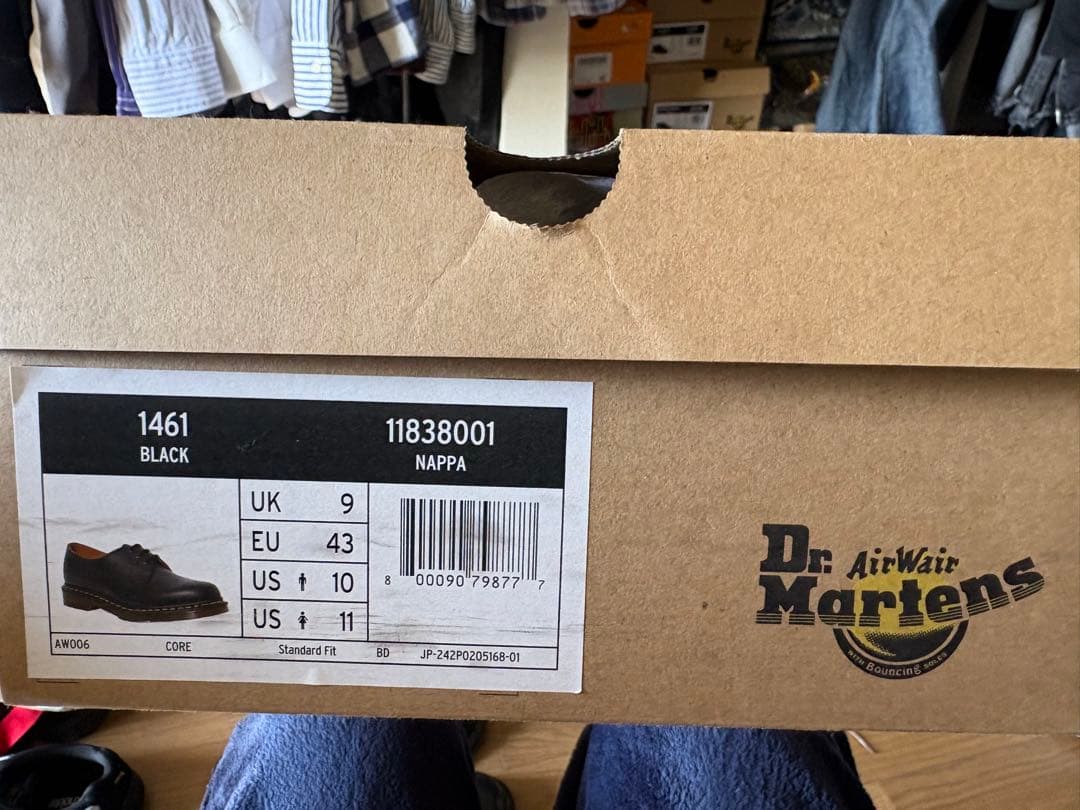 1461
BLACK
11838001
NAPPA
UK 9
EU 43
US 10
US 11
8 00090 79877 7
AW006 CORE Standard Fit BD JP-242P0205168-01
Dr. AirWair
Martens
WITH Bouncing SOLES